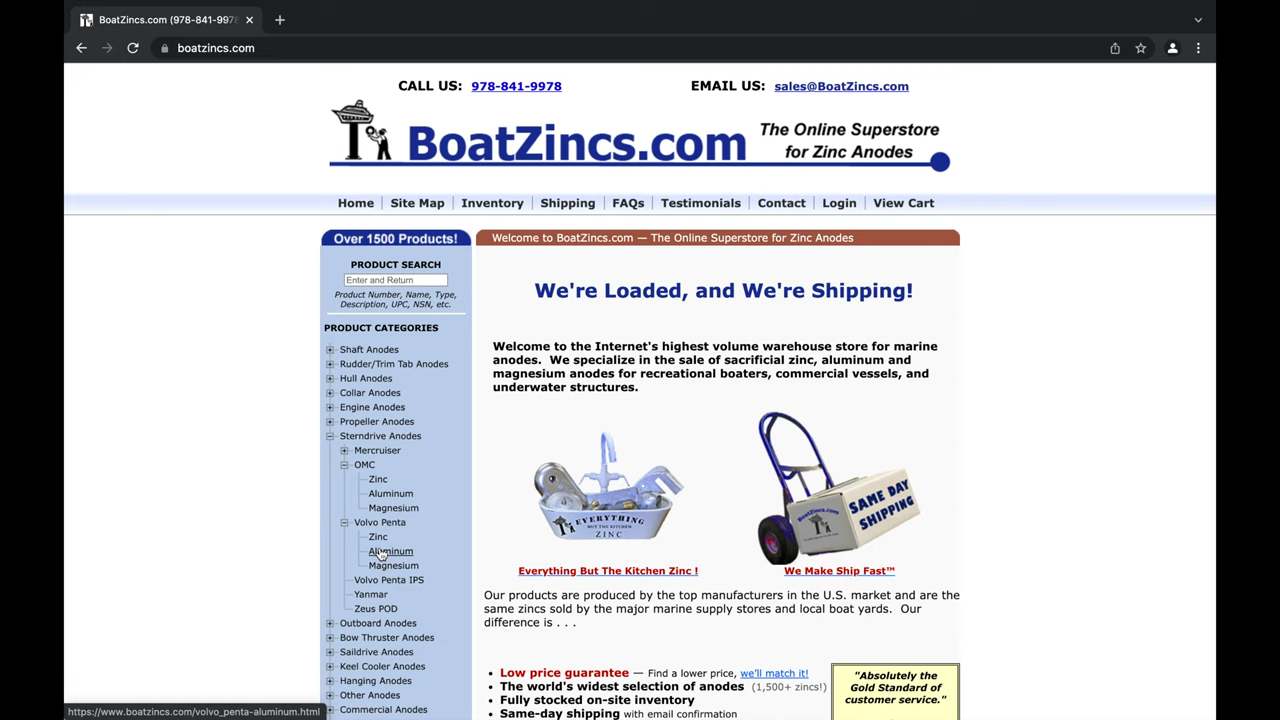 BoatZincs.com (978-841-9978
boatzincs.com
CALL US: 978-841-9978
EMAIL US: sales@BoatZincs.com
BoatZincs.com
The Online Superstore
for Zinc Anodes
Home
Site Map
Inventory
Shipping
FAQs
Testimonials
Contact
Login
View Cart
Over 1500 Products!
PRODUCT SEARCH
Enter and Return
Product Number, Name, Type,
Description, UPC, NSN, etc.
PRODUCT CATEGORIES
Shaft Anodes
Rudder/Trim Tab Anodes
Hull Anodes
Collar Anodes
Engine Anodes
Propeller Anodes
Sterndrive Anodes
Mercruiser
OMC
Zinc
Aluminum
Magnesium
Volvo Penta
Zinc
Aluminum
Magnesium
Volvo Penta IPS
Yanmar
Zeus POD
Outboard Anodes
Bow Thruster Anodes
Saildrive Anodes
Keel Cooler Anodes
Hanging Anodes
Other Anodes
Commercial Anodes
Welcome to BoatZincs.com — The Online Superstore for Zinc Anodes
We're Loaded, and We're Shipping!
Welcome to the Internet's highest volume warehouse store for marine
anodes. We specialize in the sale of sacrificial zinc, aluminum and
magnesium anodes for recreational boaters, commercial vessels, and
underwater structures.
EVERYTHING
BUT THE KITCHEN
ZINC
SAME DAY
SHIPPING
BoatZincs.com
Everything But The Kitchen Zinc !
We Make Ship Fast™
Our products are produced by the top manufacturers in the U.S. market and are the
same zincs sold by the major marine supply stores and local boat yards. Our
difference is . . .
• Low price guarantee — Find a lower price, we'll match it!
• The world's widest selection of anodes (1,500+ zincs!)
• Fully stocked on-site inventory
• Same-day shipping with email confirmation
"Absolutely the
Gold Standard of
customer service."
https://www.boatzincs.com/volvo_penta-aluminum.html